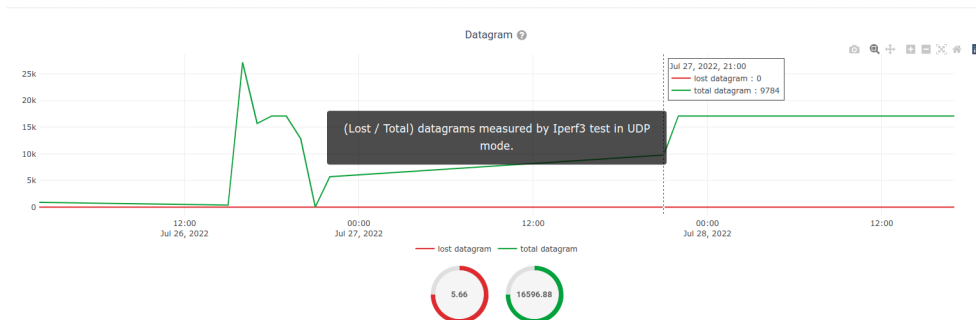 Datagram
Jul 27, 2022, 21:00
lost datagram : 0
total datagram : 9784
25k
20k
15k
10k
5k
0
(Lost / Total) datagrams measured by Iperf3 test in UDP
mode.
12:00 00:00 12:00 00:00 12:00
Jul 26, 2022 Jul 27, 2022 Jul 28, 2022
lost datagram total datagram
5.66 16596.88